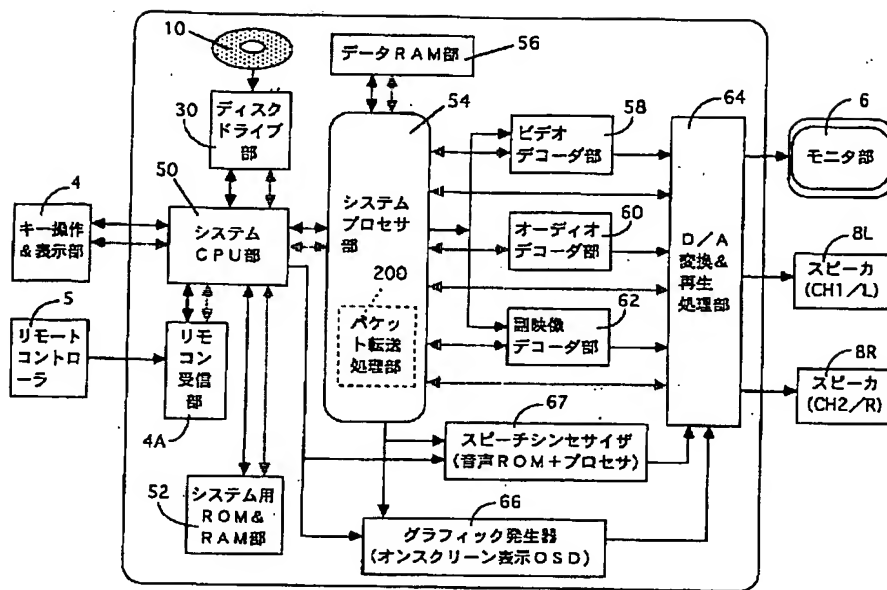 10
データRAM部
56
ディスク
ドライブ
部
30
54
ビデオ
デコーダ部
58
64
6
モニタ部
4
キー操作
&表示部
50
システム
CPU部
システム
プロセサ
部
オーディオ
デコーダ部
60
D/A
変換&
再生
処理部
8L
スピーカ
(CH1/L)
5
リモート
コントロ
ーラ
リモ
コン
受信
部
4A
200
パケッ
ト転送
処理部
副映像
デコーダ部
62
8R
スピーカ
(CH2/R)
67
スピーチシンセサイザ
(音声ROM+プロセサ)
52
システム用
ROM&
RAM部
66
グラフィック発生器
(オンスクリーン表示OSD)